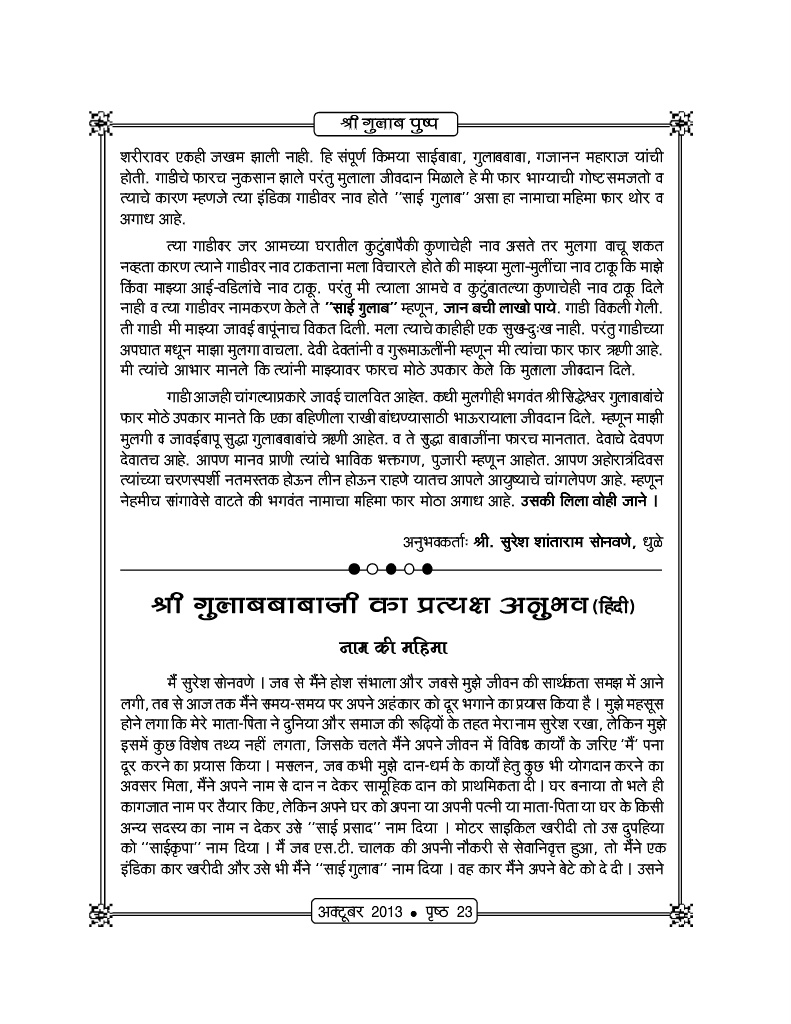 श्री गुलाब पुष्प
शरीरावर एकही जखम झाली नाही. हि संपूर्ण किमया साईबाबा, गुलाबबाबा, गजानन महाराज यांची
होती. गाडीचे फारच नुकसान झाले परंतु मुलाला जीवदान मिळाले हे मी फार भाग्याची गोष्ट समजतो व
त्याचे कारण म्हणजे त्या इंडिका गाडीवर नाव होते ‘‘साई गुलाब’’ असा हा नामाचा महिमा फार थोर व
अगाध आहे.
त्या गाडीवर जर आमच्या घरातील कुटुंबापैकी कुणाचेही नाव असते तर मुलगा वाचू शकत
नव्हता कारण त्याने गाडीवर नाव टाकताना मला विचारले होते की माझ्या मुला-मुलींचा नाव टाकू कि माझे
किंवा माझ्या आई-वडिलांचे नाव टाकू. परंतु मी त्याला आमचे व कुटुंबातल्या कुणाचेही नाव टाकू दिले
नाही व त्या गाडीवर नामकरण केले ते ‘‘साई गुलाब’’ म्हणून, जान बची लाखो पाये. गाडी विकली गेली.
ती गाडी मी माझ्या जावई बापूंनाच विकत दिली. मला त्याचे काहीही एक सुख-दुःख नाही. परंतु गाडीच्या
अपघात मधून माझा मुलगा वाचला. देवी देवतांनी व गुरूमाऊलींनी म्हणून मी त्यांचा फार फार ऋणी आहे.
मी त्यांचे आभार मानले कि त्यांनी माझ्यावर फारच मोठे उपकार केले कि मुलाला जीवदान दिले.
गाडी आजही चांगल्याप्रकारे जावई चालवित आहेत. कधी मुलगीही भगवंत श्री सिद्धेश्वर गुलाबाबांचे
फार मोठे उपकार मानते कि एका बहिणीला राखी बांधण्यासाठी भाऊरायाला जीवदान दिले. म्हणून माझी
मुलगी व जावईबापू सुद्धा गुलाबबाबांचे ऋणी आहेत. व ते सुद्धा बाबाजींना फारच मानतात. देवाचे देवपण
देवातच आहे. आपण मानव प्राणी त्यांचे भाविक भक्तगण, पुजारी म्हणून आहोत. आपण अहोरात्रंदिवस
त्यांच्या चरणस्पर्शी नतमस्तक होऊन लीन होऊन राहणे यातच आपले आयुष्याचे चांगलेपण आहे. म्हणून
नेहमीच सांगावेसे वाटते की भगवंत नामाचा महिमा फार मोठा अगाध आहे. उसकी लिला वोही जाने ।
अनुभवकर्ताः श्री. सुरेश शांताराम सोनवणे, धुळे
श्री गुलाबबाबाजी का प्रत्यक्ष अनुभव (हिंदी)
नाम की महिमा
मैं सुरेश सोनवणे । जब से मैंने होश संभाला और जबसे मुझे जीवन की सार्थकता समझ में आने
लगी, तब से आज तक मैंने समय-समय पर अपने अहंकार को दूर भगाने का प्रयास किया है । मुझे महसूस
होने लगा कि मेरे माता-पिता ने दुनिया और समाज की रूढ़ियों के तहत मेरा नाम सुरेश रखा, लेकिन मुझे
इसमें कुछ विशेष तथ्य नहीं लगता, जिसके चलते मैंने अपने जीवन में विविध कार्यों के जरिए ‘मैं’ पना
दूर करने का प्रयास किया । मसलन, जब कभी मुझे दान-धर्म के कार्यों हेतु कुछ भी योगदान करने का
अवसर मिला, मैंने अपने नाम से दान न देकर सामूहिक दान को प्राथमिकता दी । घर बनाया तो भले ही
कागजात नाम पर तैयार किए, लेकिन अपने घर को अपना या अपनी पत्नी या माता-पिता या घर के किसी
अन्य सदस्य का नाम न देकर उसे ‘‘साई प्रसाद’’ नाम दिया । मोटर साइकिल खरीदी तो उस दुपहिया
को ‘‘साईकृपा’’ नाम दिया । मैं जब एस.टी. चालक की अपनी नौकरी से सेवानिवृत्त हुआ, तो मैंने एक
इंडिका कार खरीदी और उसे भी मैंने ‘‘साई गुलाब’’ नाम दिया । वह कार मैंने अपने बेटे को दे दी । उसने
अक्टूबर 2013 ● पृष्ठ 23